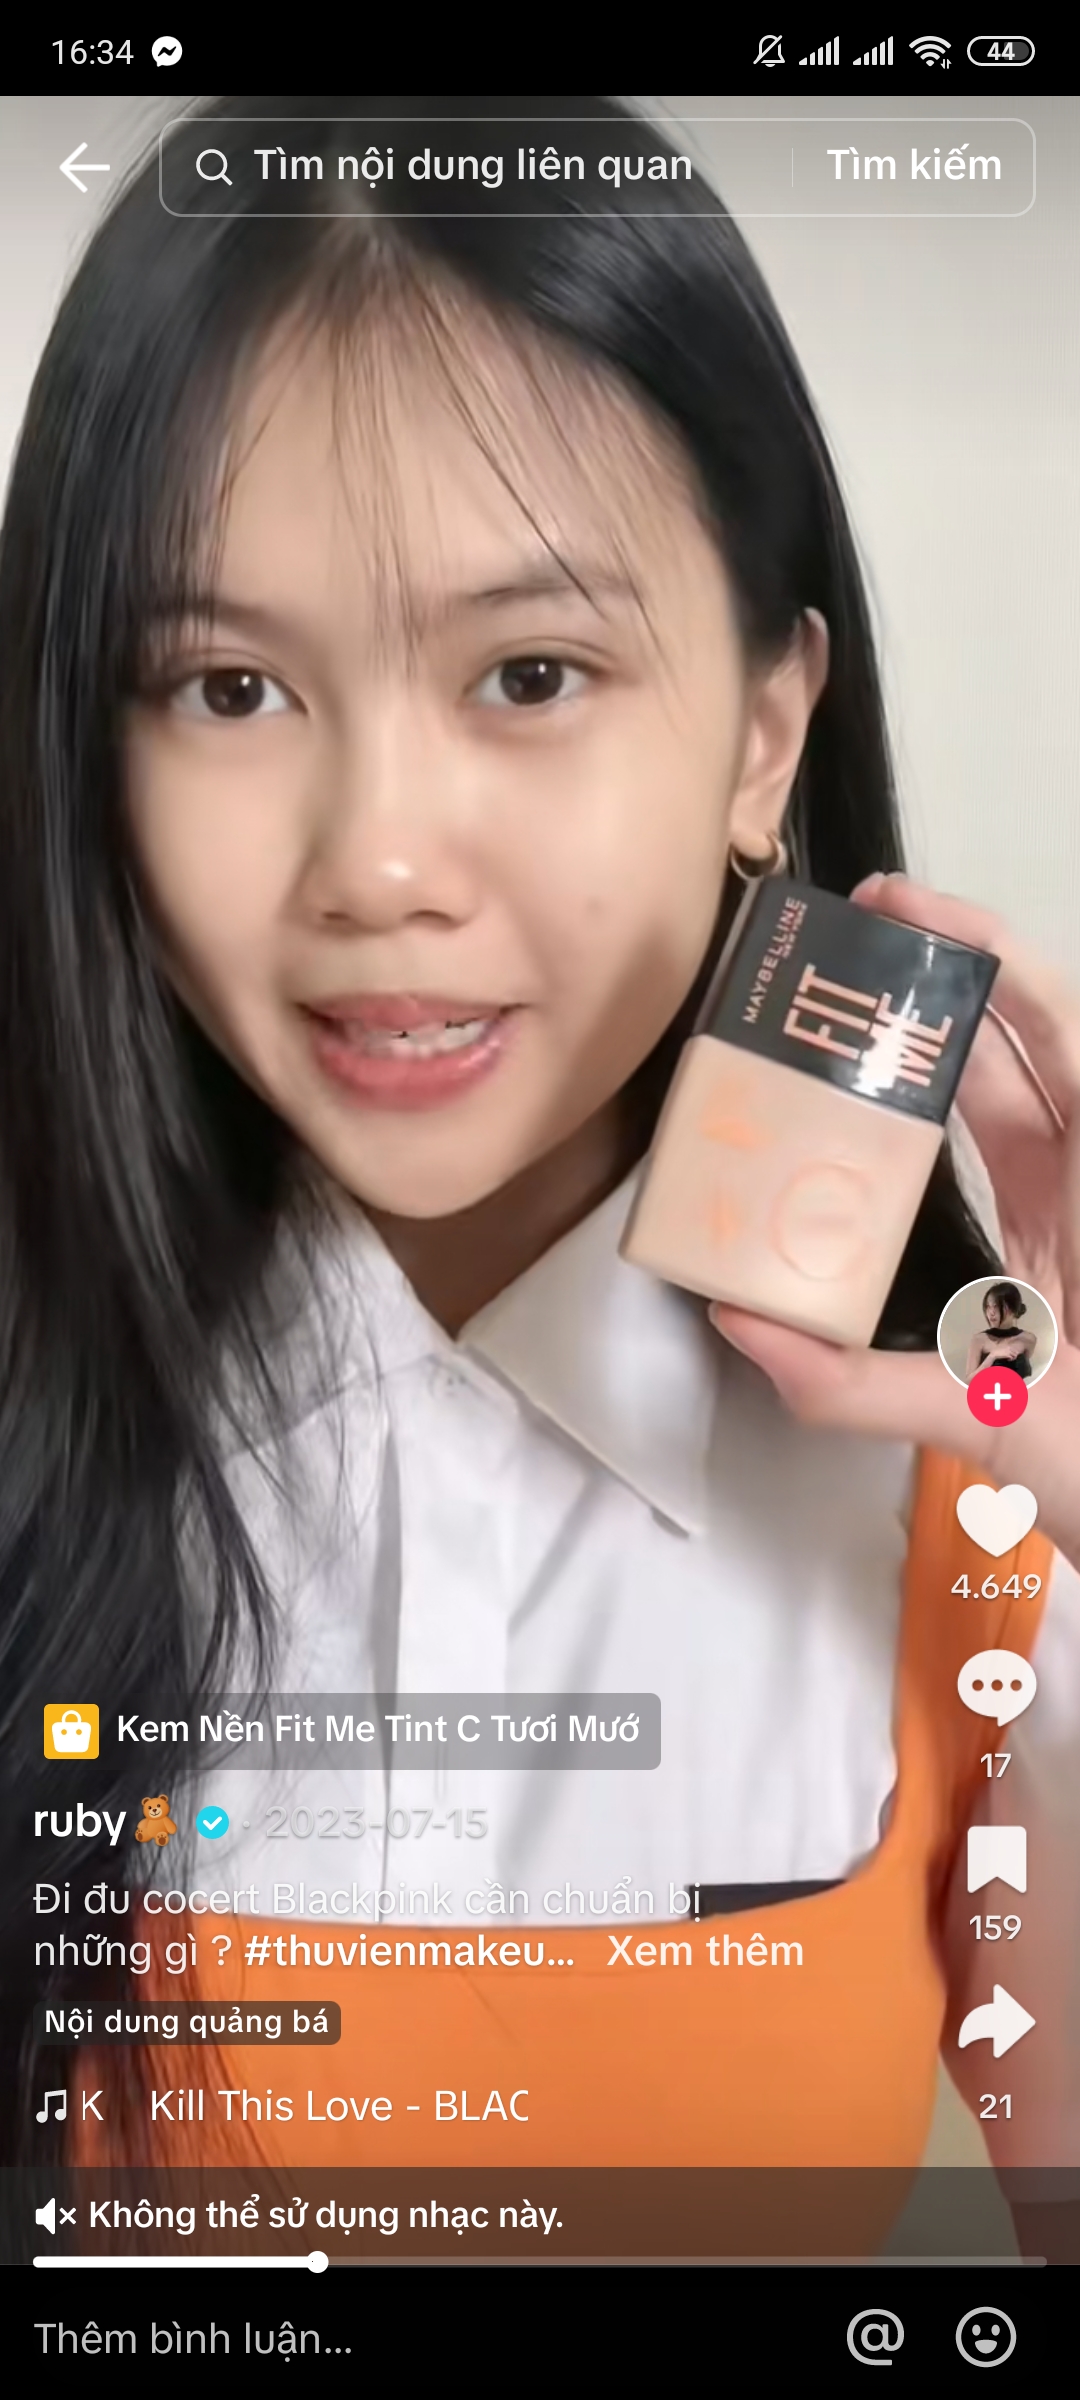 16:34
44
Tìm nội dung liên quan
Tìm kiếm
MAYBELLINE
NEW YORK
FIT
ME
4.649
Kem Nền Fit Me Tint C Tươi Mướ
17
ruby🧸 · 2023-07-15
Đi đu cocert Blackpink cần chuẩn bị
những gì ? #thuvienmakeu... Xem thêm
159
Nội dung quảng bá
K Kill This Love - BLAC
21
Không thể sử dụng nhạc này.
Thêm bình luận...